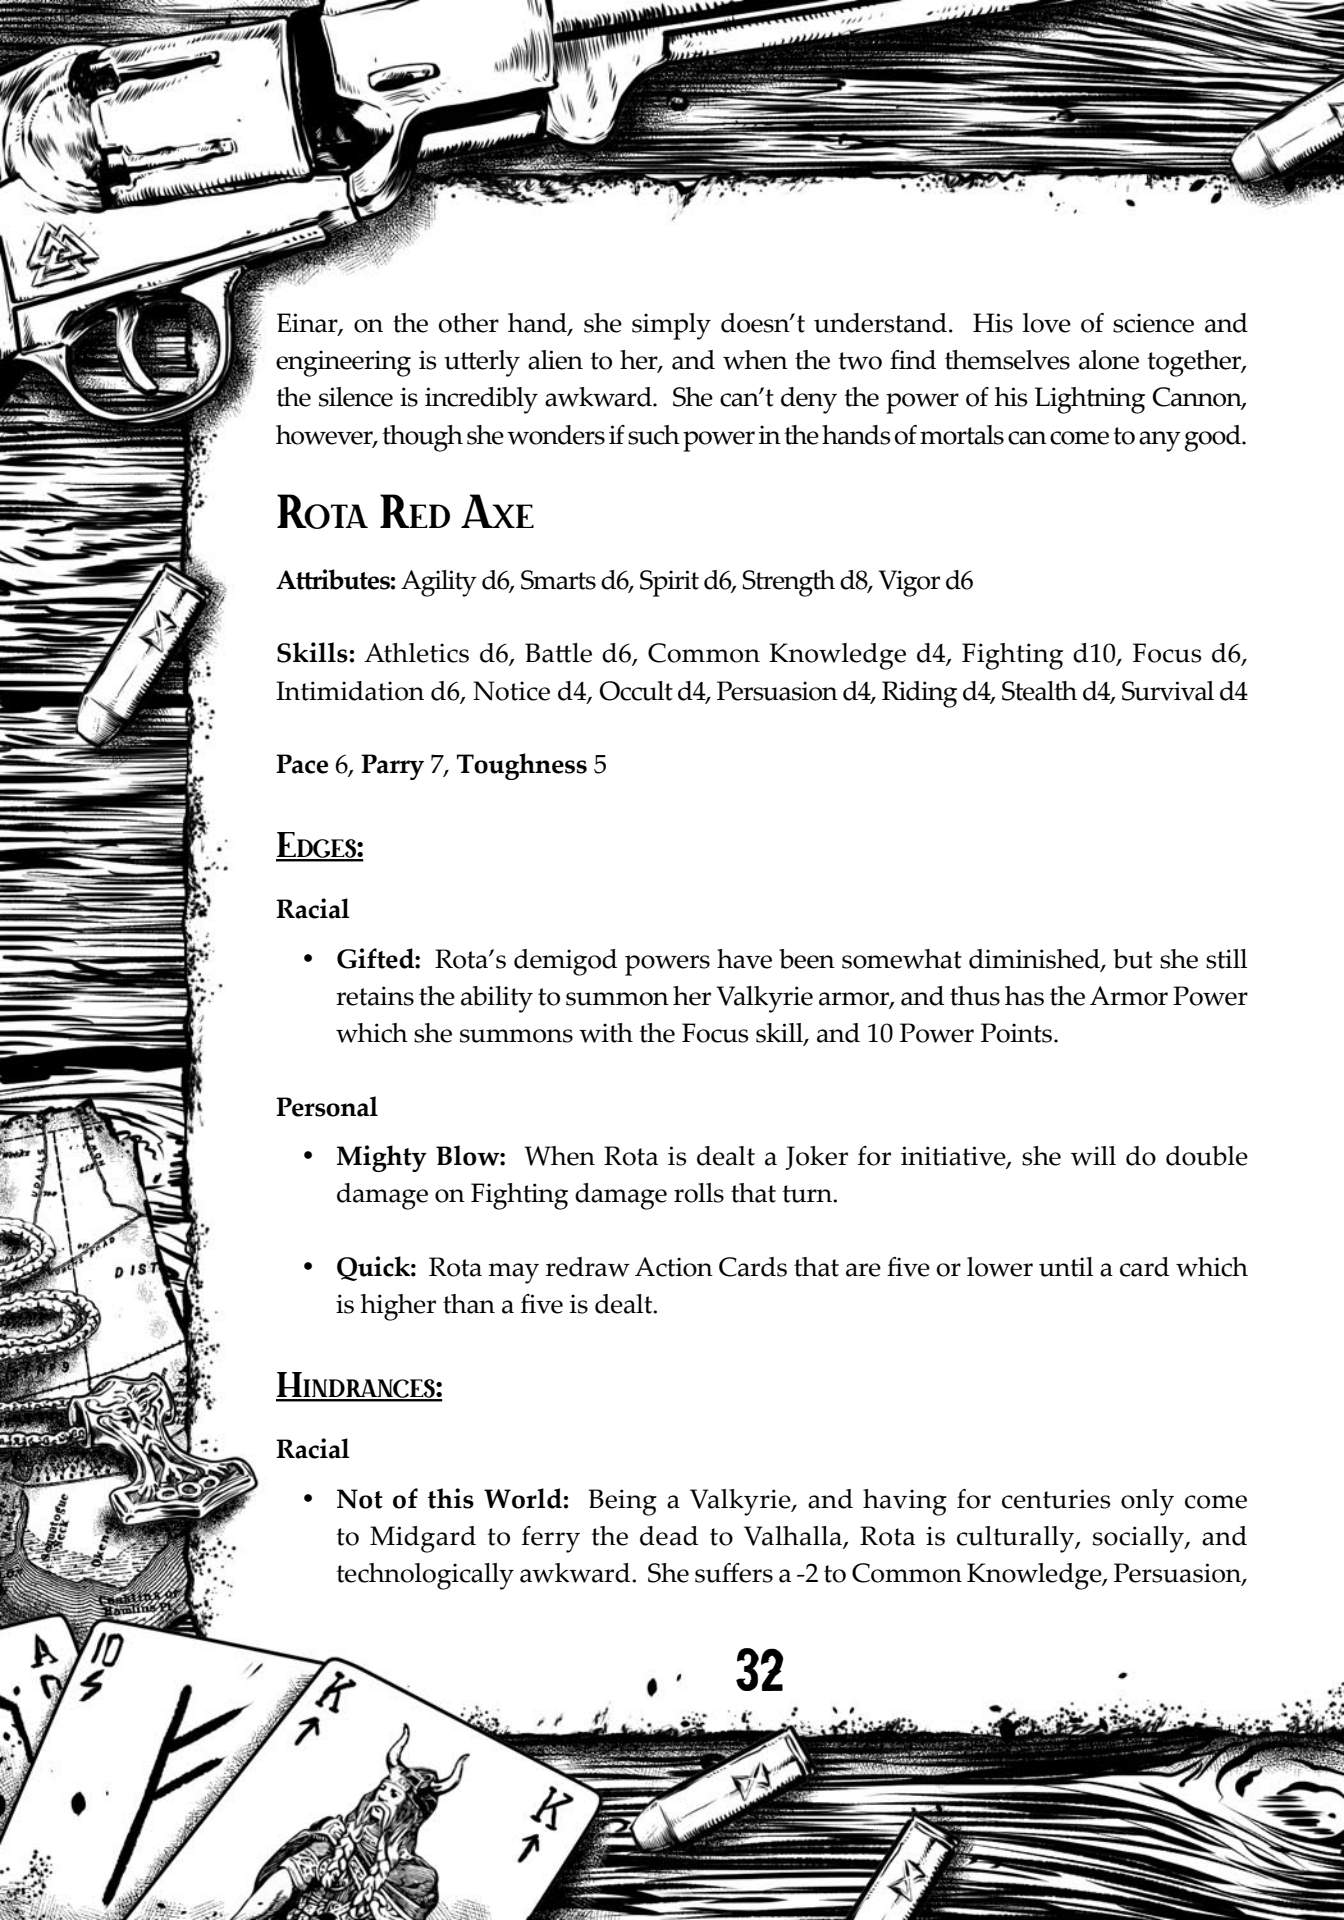 Einar, on the other hand, she simply doesn’t understand. His love of science and
engineering is utterly alien to her, and when the two find themselves alone together,
the silence is incredibly awkward. She can’t deny the power of his Lightning Cannon,
however, though she wonders if such power in the hands of mortals can come to any good.
Rota Red Axe
Attributes: Agility d6, Smarts d6, Spirit d6, Strength d8, Vigor d6
Skills: Athletics d6, Battle d6, Common Knowledge d4, Fighting d10, Focus d6,
Intimidation d6, Notice d4, Occult d4, Persuasion d4, Riding d4, Stealth d4, Survival d4
Pace 6, Parry 7, Toughness 5
Edges:
Racial
• Gifted: Rota’s demigod powers have been somewhat diminished, but she still
retains the ability to summon her Valkyrie armor, and thus has the Armor Power
which she summons with the Focus skill, and 10 Power Points.
Personal
• Mighty Blow: When Rota is dealt a Joker for initiative, she will do double
damage on Fighting damage rolls that turn.
• Quick: Rota may redraw Action Cards that are five or lower until a card which
is higher than a five is dealt.
Hindrances:
Racial
• Not of this World: Being a Valkyrie, and having for centuries only come
to Midgard to ferry the dead to Valhalla, Rota is culturally, socially, and
technologically awkward. She suffers a -2 to Common Knowledge, Persuasion,
DIST
A
10
K
K
32